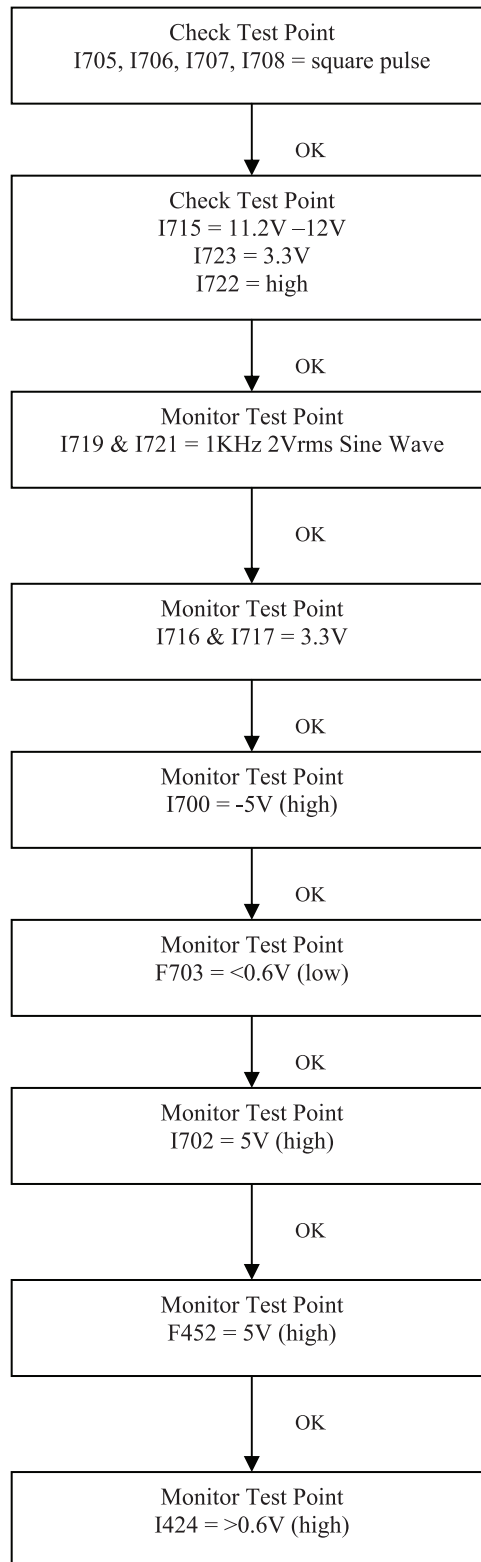 Check Test Point
I705, I706, I707, I708 = square pulse
OK
Check Test Point
I715 = 11.2V –12V
I723 = 3.3V
I722 = high
OK
Monitor Test Point
I719 & I721 = 1KHz 2Vrms Sine Wave
OK
Monitor Test Point
I716 & I717 = 3.3V
OK
Monitor Test Point
I700 = -5V (high)
OK
Monitor Test Point
F703 = <0.6V (low)
OK
Monitor Test Point
I702 = 5V (high)
OK
Monitor Test Point
F452 = 5V (high)
OK
Monitor Test Point
I424 = >0.6V (high)